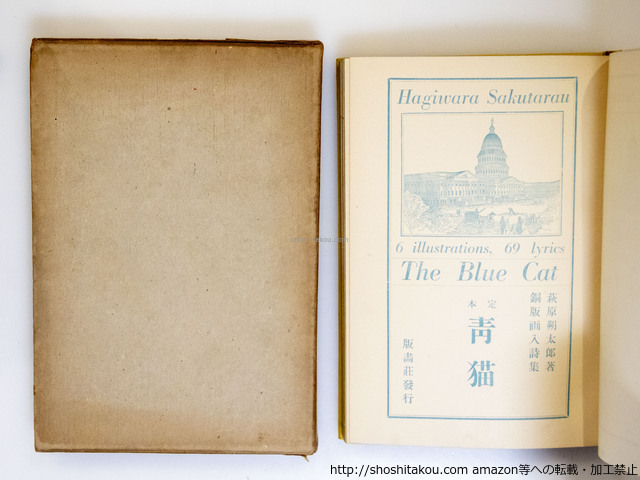 Hagiwara Sakutarau
6 illustrations, 69 lyrics
The Blue Cat
萩原朔太郎著
銅版画入詩集
定本
靑猫
版畵莊發行
http://shoshitakou.com amazon等への転載・加工禁止